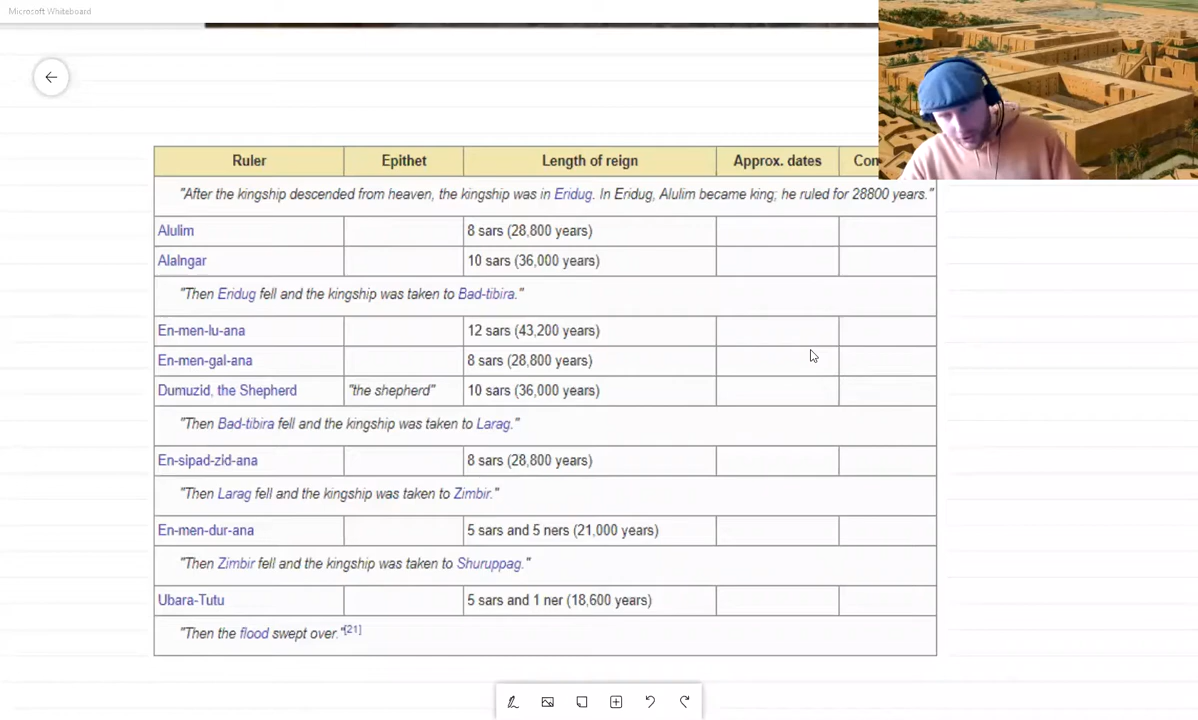 Microsoft Whiteboard
Ruler Epithet Length of reign Approx. dates
"After the kingship descended from heaven, the kingship was in Eridug. In Eridug, Alulim became king; he ruled for 28800 years."
Alulim 8 sars (28,800 years)
Alalngar 10 sars (36,000 years)
"Then Eridug fell and the kingship was taken to Bad-tibira."
En-men-lu-ana 12 sars (43,200 years)
En-men-gal-ana 8 sars (28,800 years)
Dumuzid, the Shepherd "the shepherd" 10 sars (36,000 years)
"Then Bad-tibira fell and the kingship was taken to Larag."
En-sipad-zid-ana 8 sars (28,800 years)
"Then Larag fell and the kingship was taken to Zimbir."
En-men-dur-ana 5 sars and 5 ners (21,000 years)
"Then Zimbir fell and the kingship was taken to Shuruppag."
Ubara-Tutu 5 sars and 1 ner (18,600 years)
"Then the flood swept over."[21]